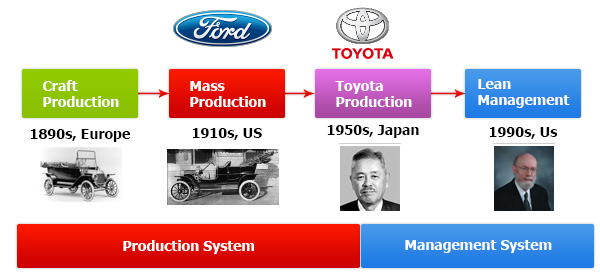 Ford
TOYOTA
Craft
Production
Mass
Production
Toyota
Production
Lean
Management
1890s, Europe
1910s, US
1950s, Japan
1990s, Us
Production System
Management System